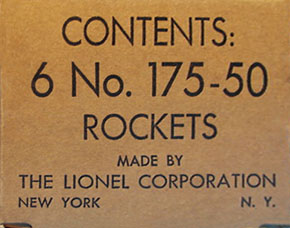 CONTENTS:
6 No. 175-50
ROCKETS
MADE BY
THE LIONEL CORPORATION
NEW YORK N. Y.